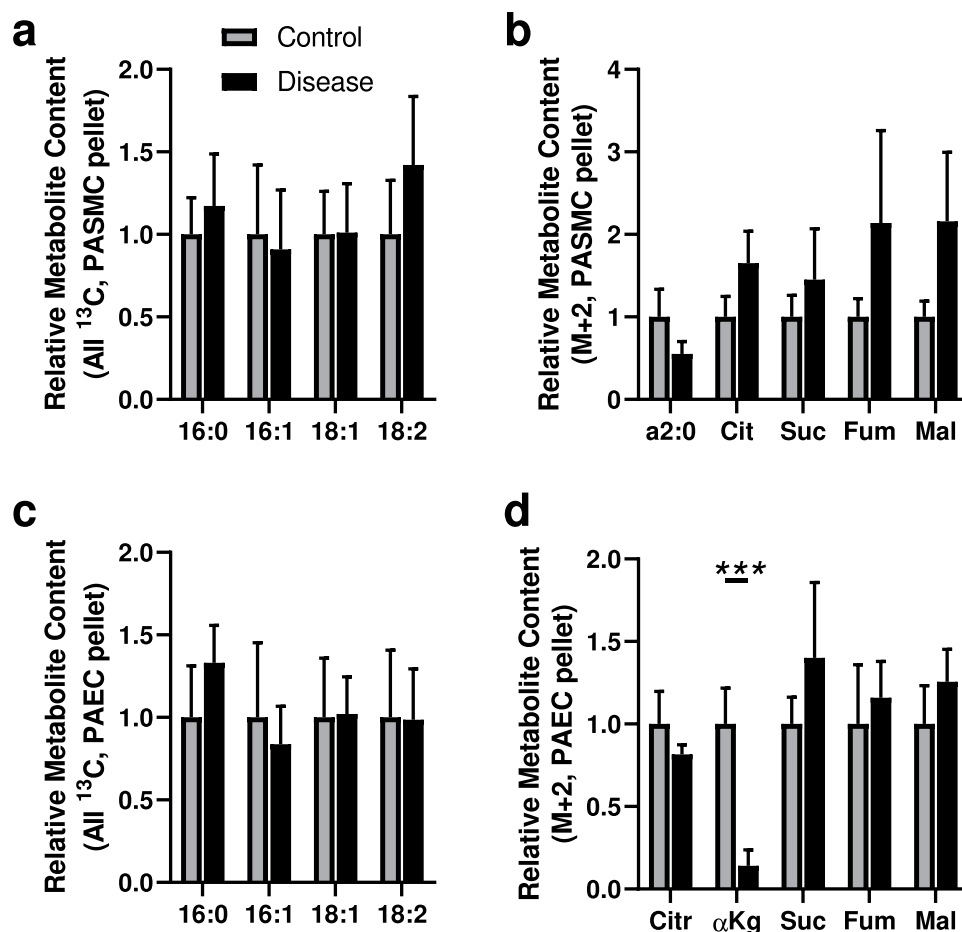 a
Control
Disease
Relative Metabolite Content
(All ¹³C, PASMC pellet)
2.0
1.5
1.0
0.5
0.0
16:0 16:1 18:1 18:2
b
Relative Metabolite Content
(M+2, PASMC pellet)
4
3
2
1
0
a2:0 Cit Suc Fum Mal
c
Relative Metabolite Content
(All ¹³C, PAEC pellet)
2.0
1.5
1.0
0.5
0.0
16:0 16:1 18:1 18:2
d
Relative Metabolite Content
(M+2, PAEC pellet)
2.0
1.5
1.0
0.5
0.0
***
Citr αKg Suc Fum Mal